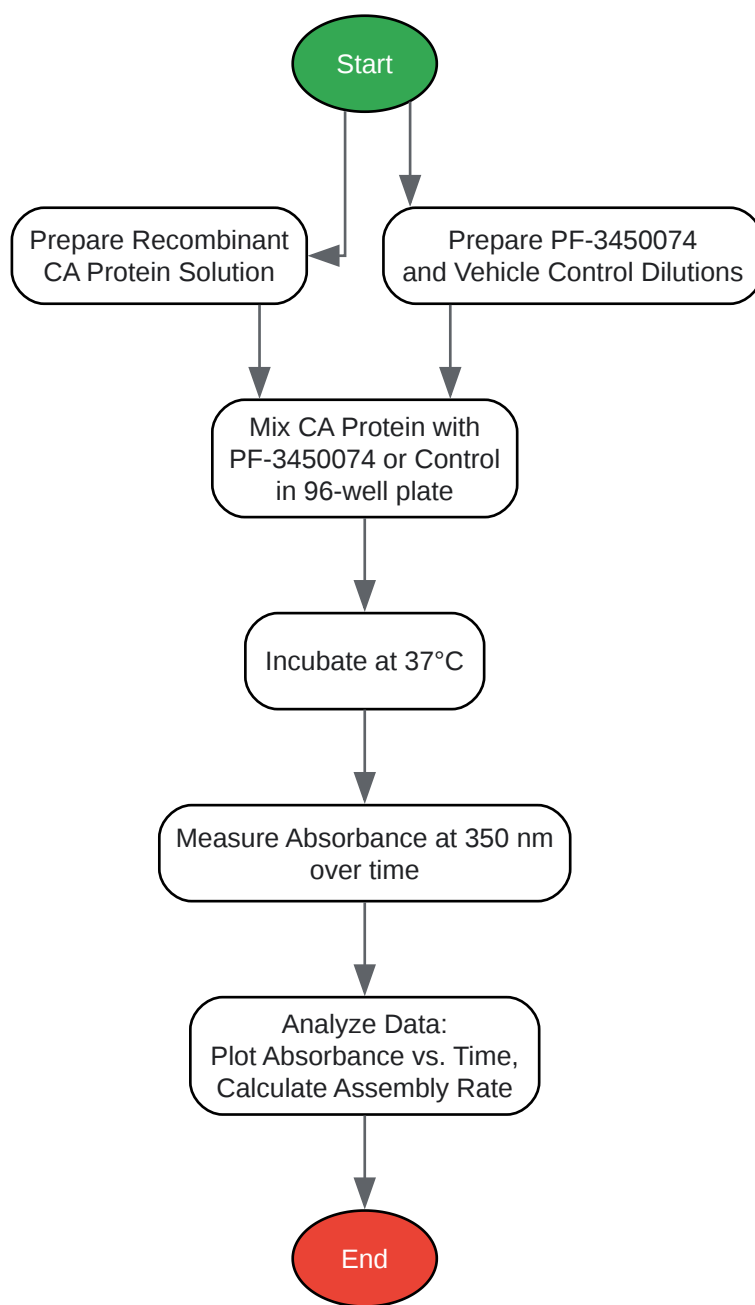 Start
Prepare Recombinant
CA Protein Solution
Prepare PF-3450074
and Vehicle Control Dilutions
Mix CA Protein with
PF-3450074 or Control
in 96-well plate
Incubate at 37°C
Measure Absorbance at 350 nm
over time
Analyze Data:
Plot Absorbance vs. Time,
Calculate Assembly Rate
End